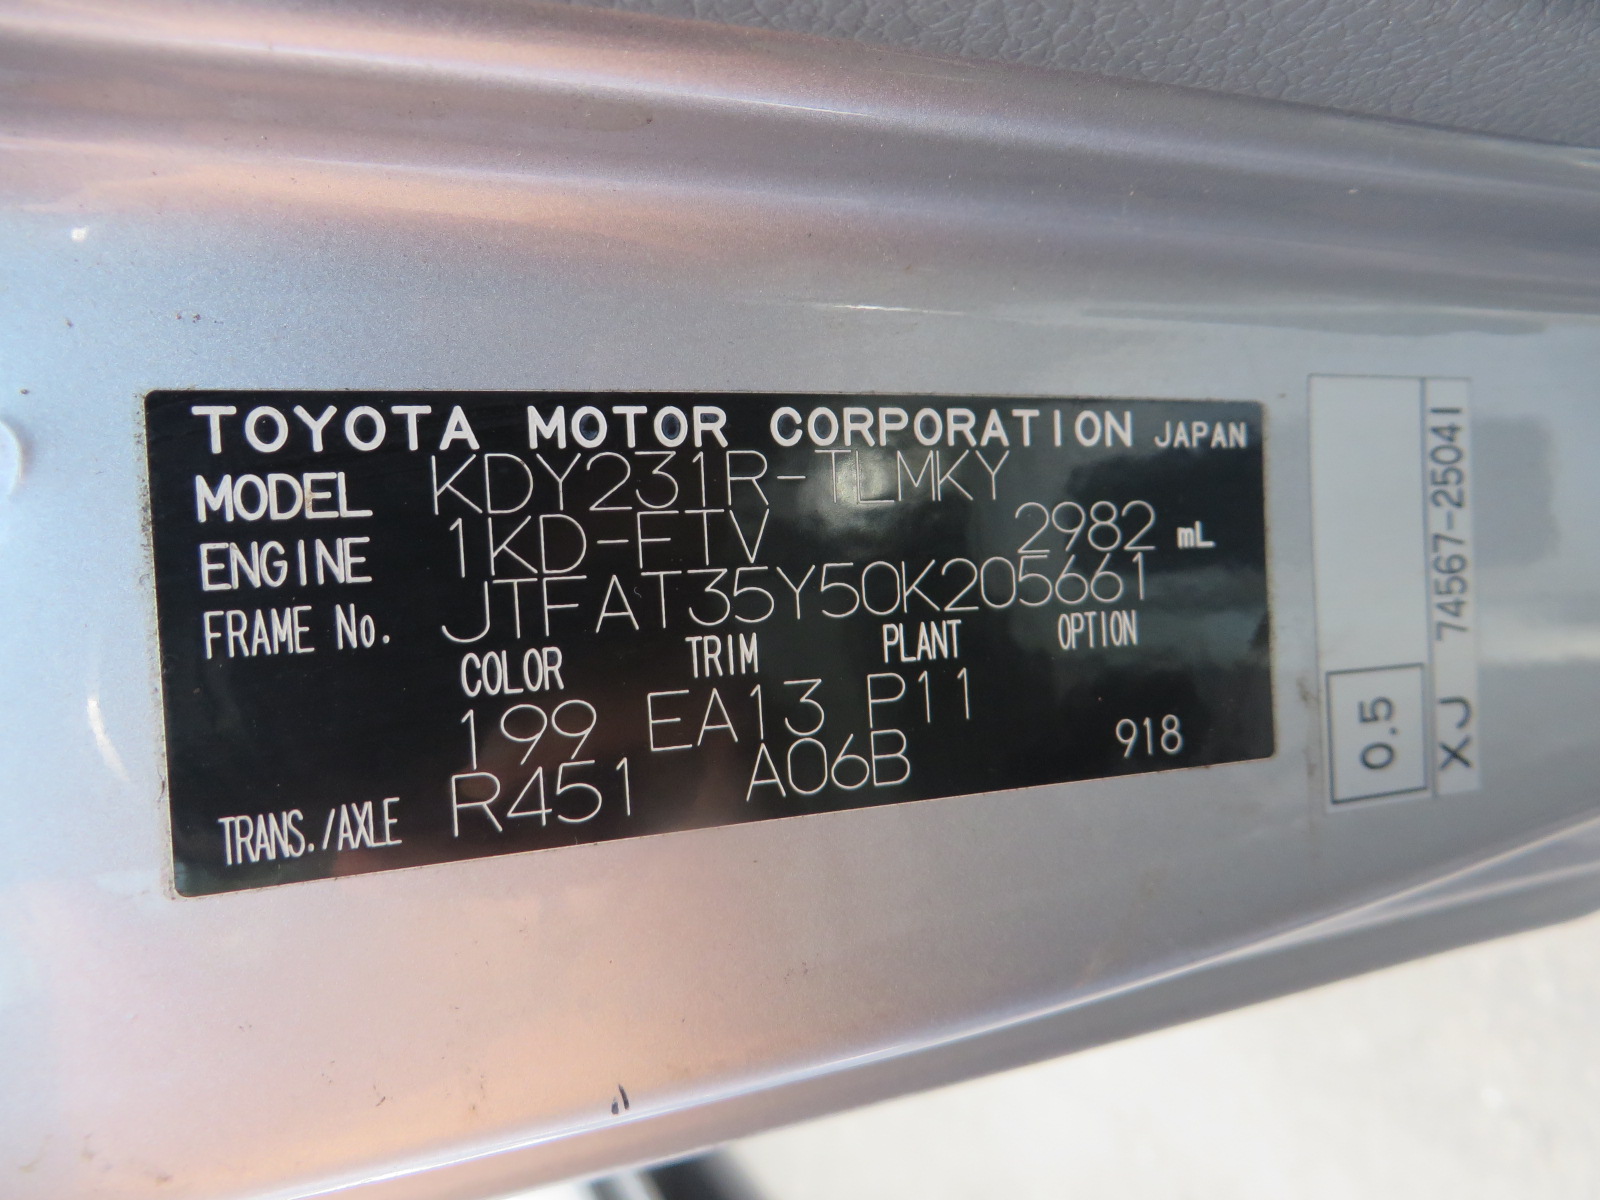 TOYOTA MOTOR CORPORATION JAPAN
MODEL KDY231R-TLMKY
ENGINE 1KD-FTV 2982 mL
FRAME No. JTFAT35Y50K205661
COLOR TRIM PLANT OPTION
199 EA13 P11
TRANS./AXLE R451 A06B 918
0.5
XJ 74567-25041